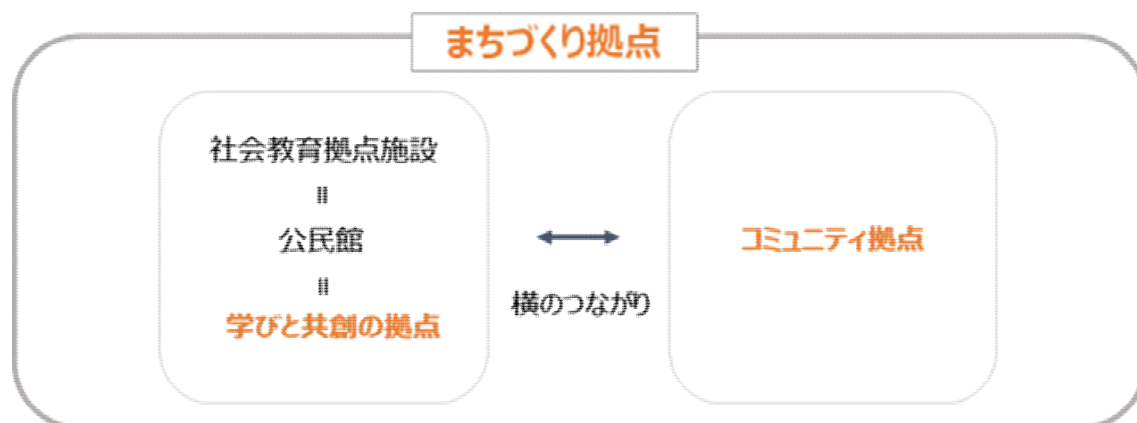 まちづくり拠点
社会教育拠点施設
＝
公民館
＝
学びと共創の拠点
横のつながり
コミュニティ拠点